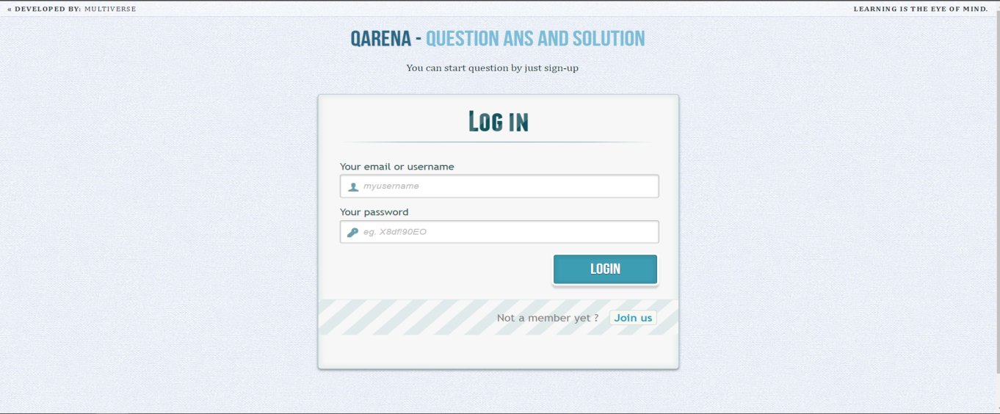 « DEVELOPED BY: MULTIVERSE
LEARNING IS THE EYE OF MIND.
QARENA - QUESTION ANS AND SOLUTION
You can start question by just sign-up
LOG IN
Your email or username
myusername
Your password
eg. X8df!90EO
LOGIN
Not a member yet ? Join us